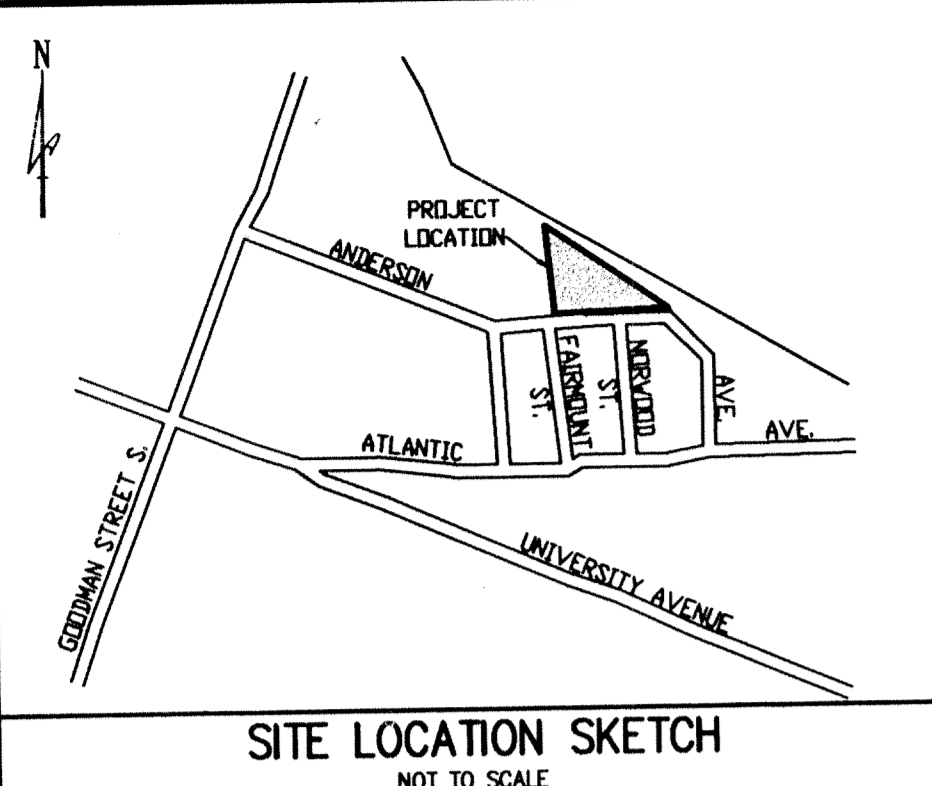 N
PROJECT
LOCATION
ANDERSON
AVE.
FAIRMOUNT
ST.
NORWOOD
ST.
ATLANTIC
AVE.
GOODMAN STREET S.
UNIVERSITY AVENUE
SITE LOCATION SKETCH
NOT TO SCALE